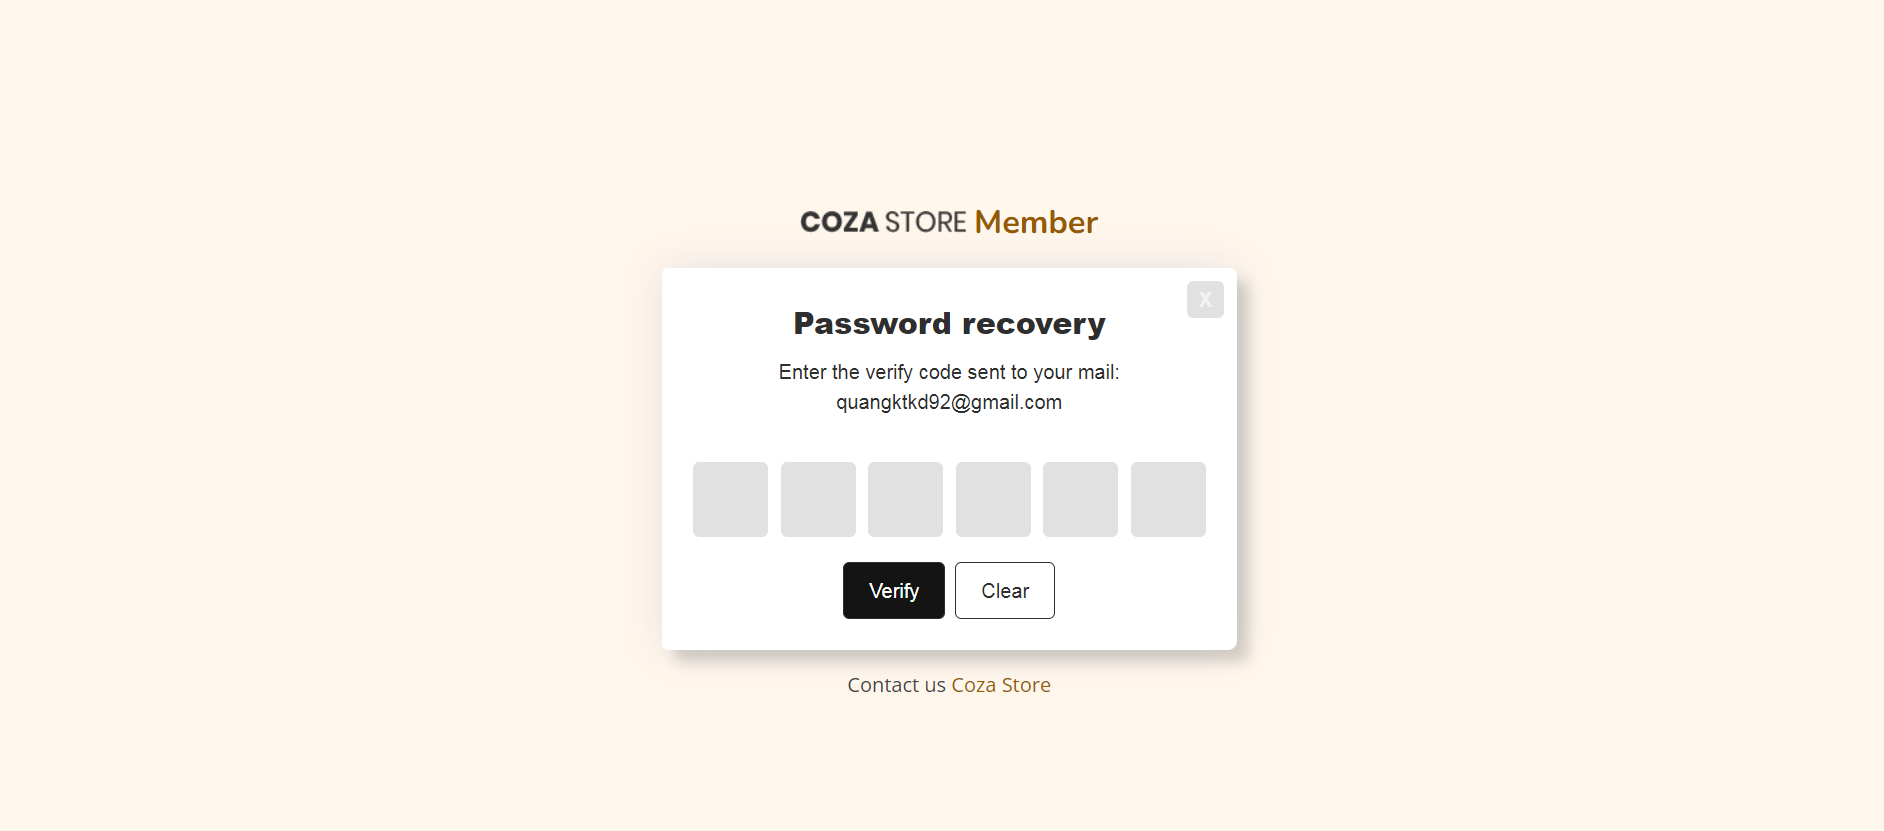 COZA STORE Member
X
Password recovery
Enter the verify code sent to your mail:
quangktkd92@gmail.com
Verify
Clear
Contact us Coza Store